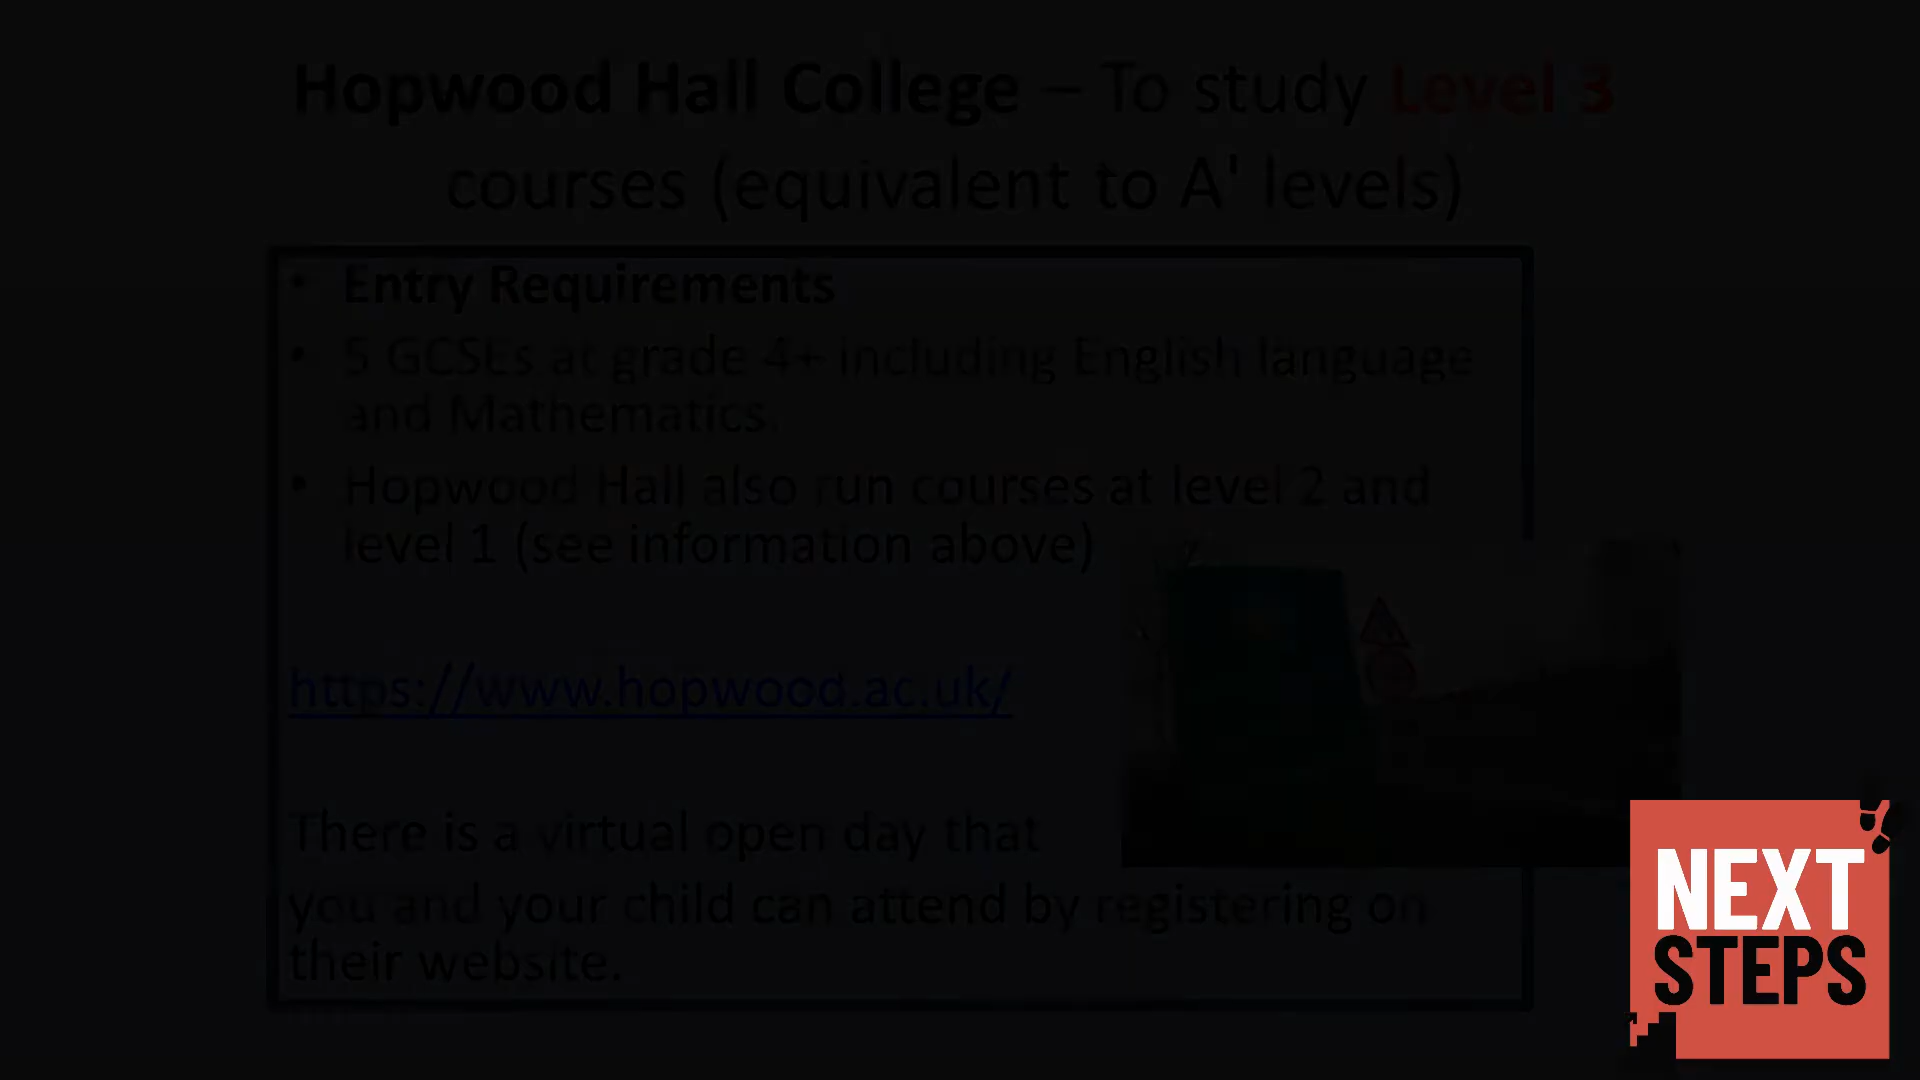 Hopwood Hall College – To study Level 3
courses (equivalent to A' levels)
• Entry Requirements
• 5 GCSEs at grade 4+ including English language
and Mathematics.
• Hopwood Hall also run courses at level 2 and
level 1 (see information above)
https://www.hopwood.ac.uk/
There is a virtual open day that
you and your child can attend by registering on
their website.
NEXT
STEPS